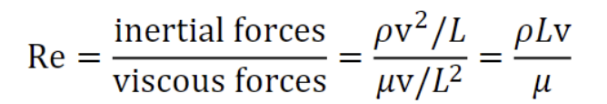 Re = inertial forces / viscous forces = ρv²/L / μv/L² = ρLv / μ